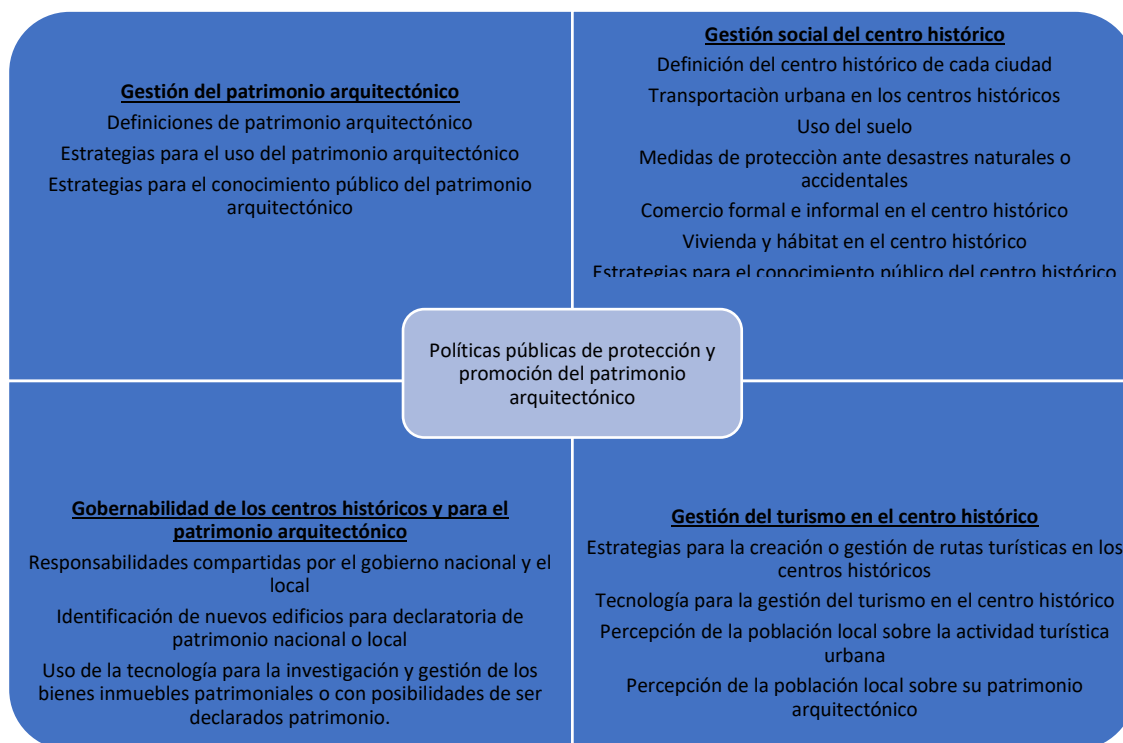 Gestión del patrimonio arquitectónico
Definiciones de patrimonio arquitectónico
Estrategias para el uso del patrimonio arquitectónico
Estrategias para el conocimiento público del patrimonio
arquitectónico
Gestión social del centro histórico
Definición del centro histórico de cada ciudad
Transportaciòn urbana en los centros históricos
Uso del suelo
Medidas de protecciòn ante desastres naturales o
accidentales
Comercio formal e informal en el centro histórico
Vivienda y hábitat en el centro histórico
Estrategias para el conocimiento público del centro histórico
Políticas públicas de protección y
promoción del patrimonio
arquitectónico
Gobernabilidad de los centros históricos y para el
patrimonio arquitectónico
Responsabilidades compartidas por el gobierno nacional y el
local
Identificación de nuevos edificios para declaratoria de
patrimonio nacional o local
Uso de la tecnología para la investigación y gestión de los
bienes inmuebles patrimoniales o con posibilidades de ser
declarados patrimonio.
Gestión del turismo en el centro histórico
Estrategias para la creación o gestión de rutas turísticas en los
centros históricos
Tecnología para la gestión del turismo en el centro histórico
Percepción de la población local sobre la actividad turística
urbana
Percepción de la población local sobre su patrimonio
arquitectónico